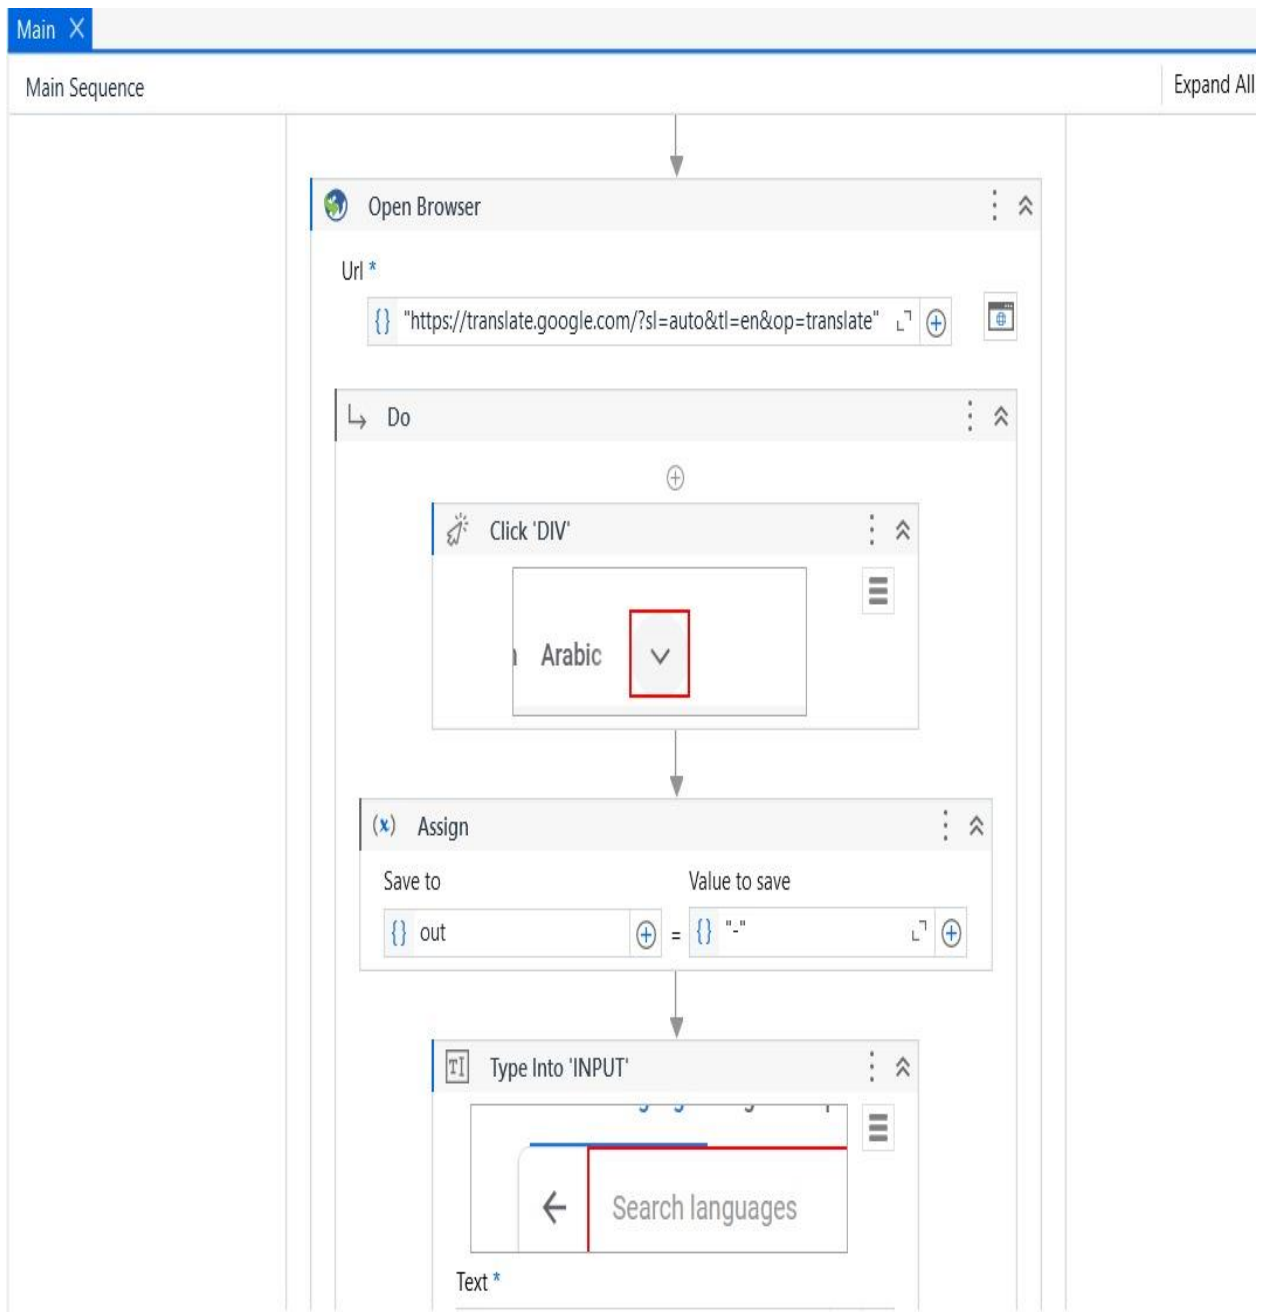 Main
Main Sequence
Expand All
Open Browser
Url *
{} "https://translate.google.com/?sl=auto&tl=en&op=translate"
Do
Click 'DIV'
Arabic
(x) Assign
Save to
Value to save
{} out = {} "-"
TI Type Into 'INPUT'
Search languages
Text *